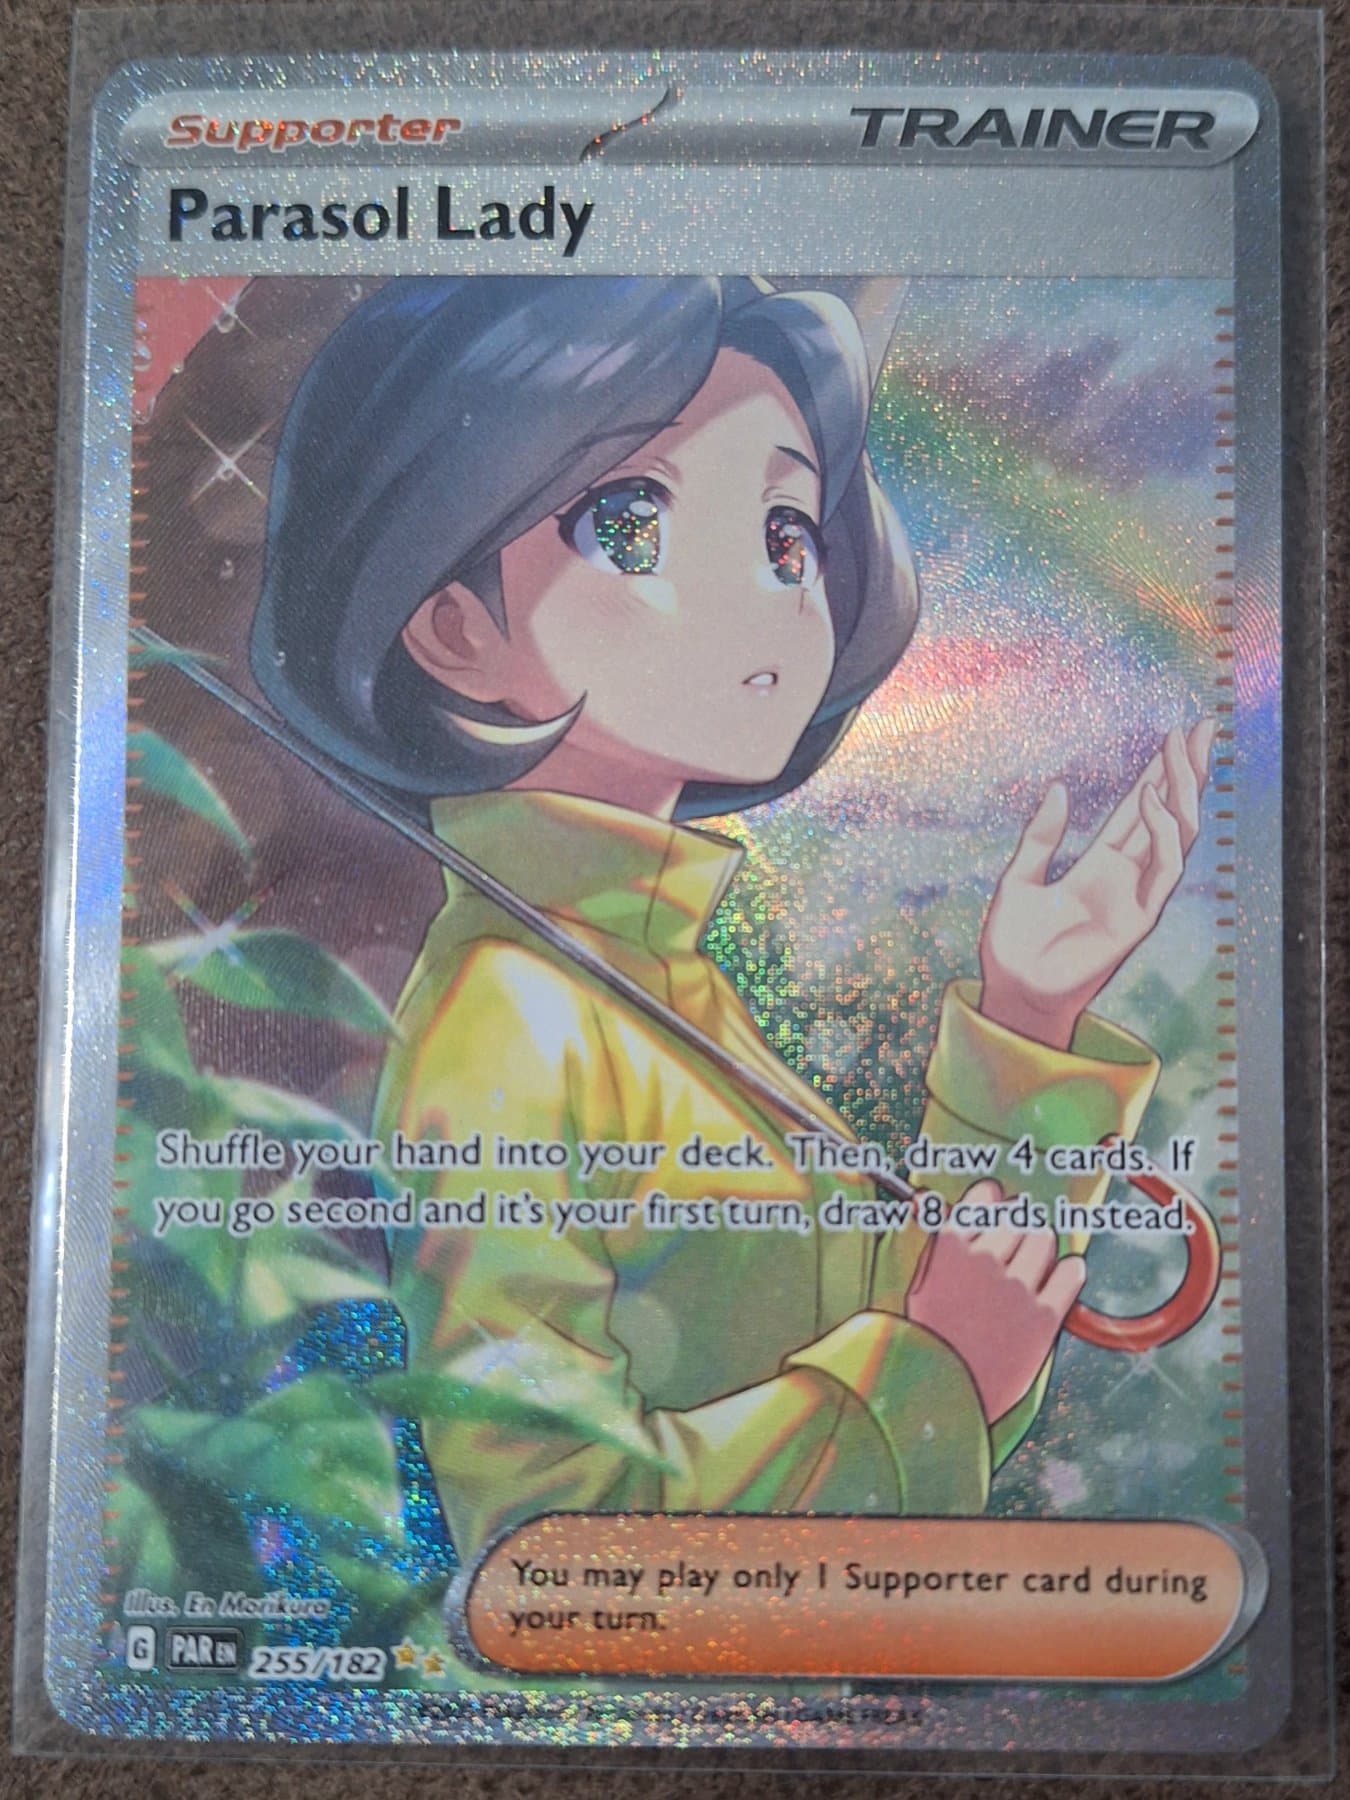 Supporter
TRAINER
Parasol Lady
Shuffle your hand into your deck. Then, draw 4 cards. If
you go second and it's your first turn, draw 8 cards instead.
You may play only 1 Supporter card during
your turn.
Illus. En Morikura
G PAR EN 255/182
GAME FREAK